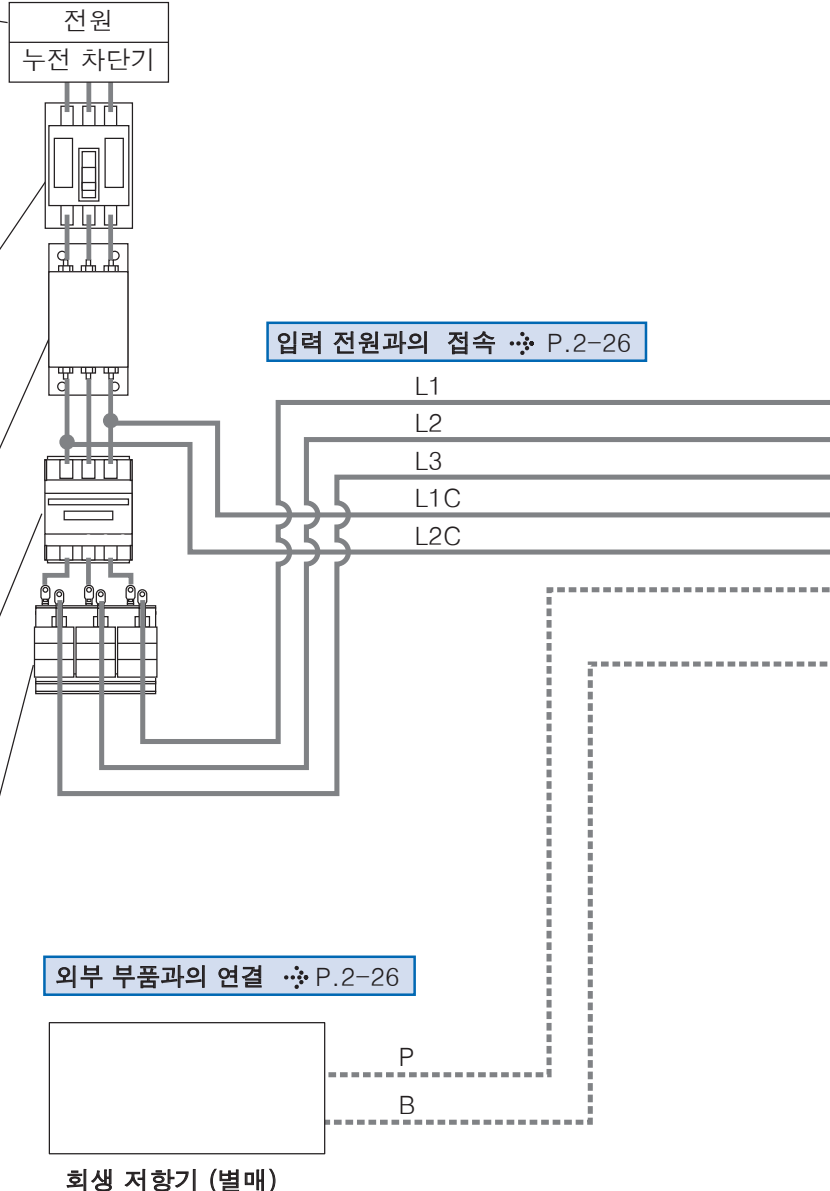 전원
누전 차단기
입력 전원과의 접속 P.2-26
L1
L2
L3
L1C
L2C
외부 부품과의 연결 P.2-26
P
B
회생 저항기 (별매)